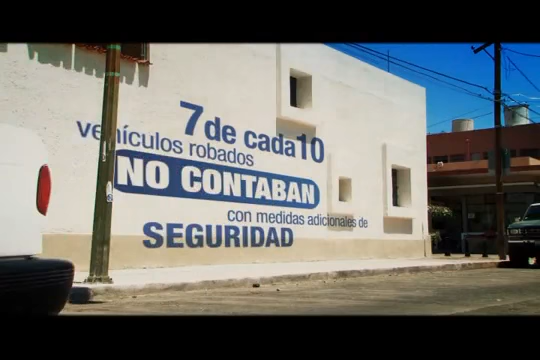 7 de cada 10
vehículos robados
NO CONTABAN
con medidas adicionales de
SEGURIDAD